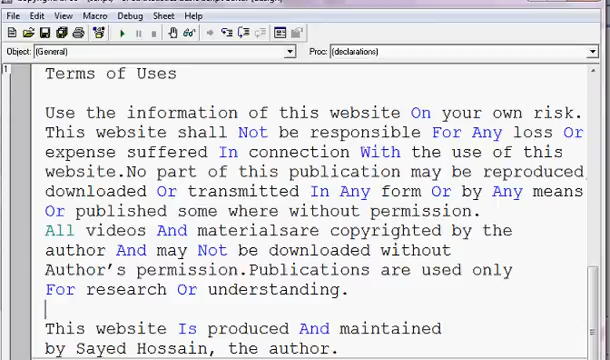 File Edit View Macro Debug Sheet Help
Object: (General) Proc: (declarations)
1
Terms of Uses
Use the information of this website On your own risk.
This website shall Not be responsible For Any loss Or
expense suffered In connection With the use of this
website.No part of this publication may be reproduced
downloaded Or transmitted In Any form Or by Any means
Or published some where without permission.
All videos And materialsare copyrighted by the
author And may Not be downloaded without
Author's permission.Publications are used only
For research Or understanding.
This website Is produced And maintained
by Sayed Hossain, the author.